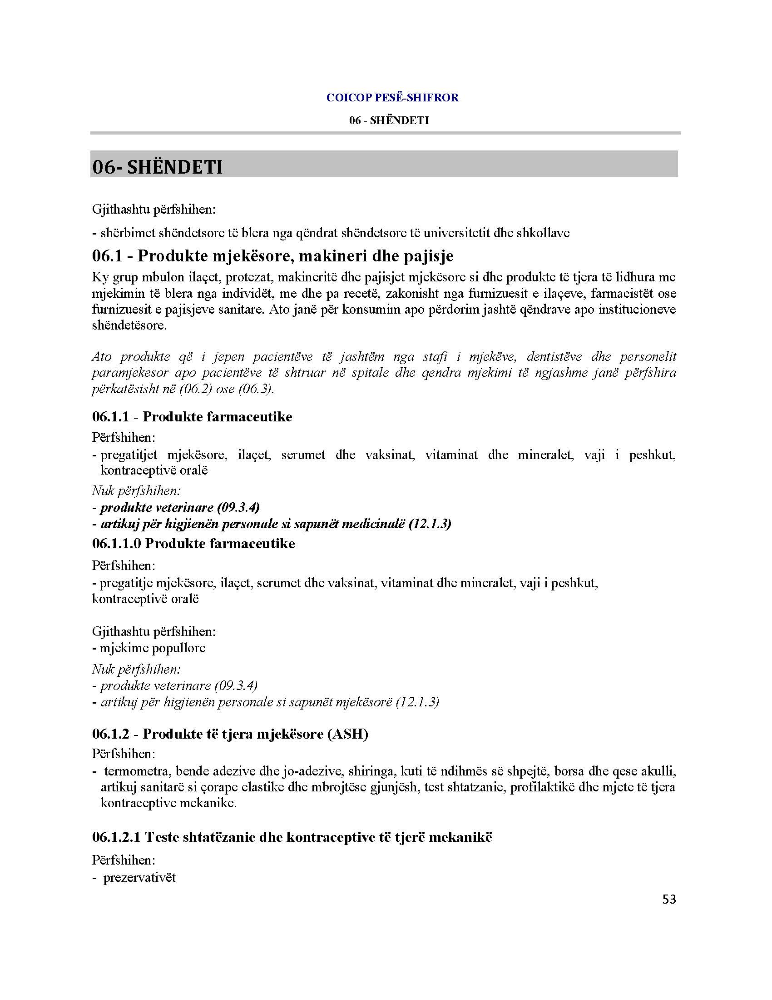 COICOP PESË-SHIFROR
06 - SHËNDETI
06- SHËNDETI
Gjithashtu përfshihen:
- shërbimet shëndetsore të blera nga qëndrat shëndetsore të universitetit dhe shkollave
06.1 - Produkte mjekësore, makineri dhe pajisje
Ky grup mbulon ilaçet, protezat, makineritë dhe pajisjet mjekësore si dhe produkte të tjera të lidhura me
mjekimin të blera nga individët, me dhe pa recetë, zakonisht nga furnizuesit e ilaçeve, farmacistët ose
furnizuesit e pajisjeve sanitare. Ato janë për konsumim apo përdorim jashtë qëndrave apo institucioneve
shëndetësore.
Ato produkte që i jepen pacientëve të jashtëm nga stafi i mjekëve, dentistëve dhe personelit
paramjekesor apo pacientëve të shtruar në spitale dhe qendra mjekimi të ngjashme janë përfshira
përkatësisht në (06.2) ose (06.3).
06.1.1 - Produkte farmaceutike
Përfshihen:
- pregatitjet mjekësore, ilaçet, serumet dhe vaksinat, vitaminat dhe mineralet, vaji i peshkut,
kontraceptivë oralë
Nuk përfshihen:
- produkte veterinare (09.3.4)
- artikuj për higjienën personale si sapunët medicinalë (12.1.3)
06.1.1.0 Produkte farmaceutike
Përfshihen:
- pregatitje mjekësore, ilaçet, serumet dhe vaksinat, vitaminat dhe mineralet, vaji i peshkut,
kontraceptivë oralë
Gjithashtu përfshihen:
- mjekime popullore
Nuk përfshihen:
- produkte veterinare (09.3.4)
- artikuj për higjienën personale si sapunët mjekësorë (12.1.3)
06.1.2 - Produkte të tjera mjekësore (ASH)
Përfshihen:
- termometra, bende adezive dhe jo-adezive, shiringa, kuti të ndihmës së shpejtë, borsa dhe qese akulli,
artikuj sanitarë si çorape elastike dhe mbrojtëse gjunjësh, test shtatzanie, profilaktikë dhe mjete të tjera
kontraceptive mekanike.
06.1.2.1 Teste shtatëzanie dhe kontraceptive të tjerë mekanikë
Përfshihen:
- prezervativët
53